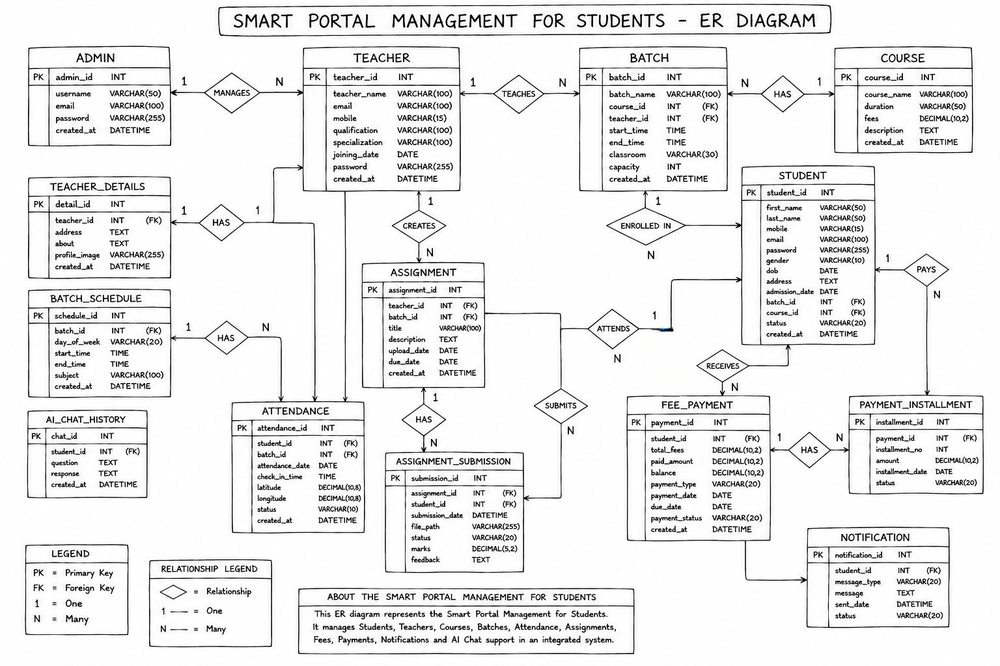 SMART PORTAL MANAGEMENT FOR STUDENTS - ER DIAGRAM
ADMIN
PK admin_id INT
username VARCHAR(50)
email VARCHAR(100)
password VARCHAR(255)
created_at DATETIME
1
MANAGES
N
TEACHER
PK teacher_id INT
teacher_name VARCHAR(100)
email VARCHAR(100)
mobile VARCHAR(15)
qualification VARCHAR(100)
specialization VARCHAR(100)
joining_date DATE
password VARCHAR(255)
created_at DATETIME
1
TEACHES
N
BATCH
PK batch_id INT
batch_name VARCHAR(100)
course_id INT (FK)
teacher_id INT (FK)
start_time TIME
end_time TIME
classroom VARCHAR(30)
capacity INT
created_at DATETIME
N
HAS
1
COURSE
PK course_id INT
course_name VARCHAR(100)
duration VARCHAR(50)
fees DECIMAL(10,2)
description TEXT
created_at DATETIME
TEACHER_DETAILS
PK detail_id INT
teacher_id INT (FK)
address TEXT
about TEXT
profile_image VARCHAR(255)
created_at DATETIME
1
HAS
1
1
CREATES
N
1
ENROLLED IN
N
STUDENT
PK student_id INT
first_name VARCHAR(50)
last_name VARCHAR(50)
mobile VARCHAR(15)
email VARCHAR(100)
password VARCHAR(255)
gender VARCHAR(10)
dob DATE
address TEXT
admission_date DATE
batch_id INT (FK)
course_id INT (FK)
status VARCHAR(20)
created_at DATETIME
1
PAYS
N
BATCH_SCHEDULE
PK schedule_id INT
batch_id INT (FK)
day_of_week VARCHAR(20)
start_time TIME
end_time TIME
subject VARCHAR(100)
created_at DATETIME
1
HAS
N
ASSIGNMENT
PK assignment_id INT
teacher_id INT (FK)
batch_id INT (FK)
title VARCHAR(100)
description TEXT
upload_date DATE
due_date DATE
created_at DATETIME
ATTENDS
1
N
RECEIVES
N
1
HAS
N
SUBMITS
N
AI_CHAT_HISTORY
PK chat_id INT
student_id INT (FK)
question TEXT
response TEXT
created_at DATETIME
ATTENDANCE
PK attendance_id INT
student_id INT (FK)
batch_id INT (FK)
attendance_date DATE
check_in_time TIME
latitude DECIMAL(10,8)
longitude DECIMAL(10,8)
status VARCHAR(10)
created_at DATETIME
ASSIGNMENT_SUBMISSION
PK submission_id INT
assignment_id INT (FK)
student_id INT (FK)
submission_date DATETIME
file_path VARCHAR(255)
status VARCHAR(20)
marks DECIMAL(5,2)
feedback TEXT
FEE_PAYMENT
PK payment_id INT
student_id INT (FK)
total_fees DECIMAL(10,2)
paid_amount DECIMAL(10,2)
balance DECIMAL(10,2)
payment_type VARCHAR(20)
payment_date DATE
due_date DATE
payment_status VARCHAR(20)
created_at DATETIME
1
HAS
N
PAYMENT_INSTALLMENT
PK installment_id INT
payment_id INT (FK)
installment_no INT
amount DECIMAL(10,2)
installment_date DATE
status VARCHAR(20)
NOTIFICATION
PK notification_id INT
student_id INT (FK)
message_type VARCHAR(20)
message TEXT
sent_date DATETIME
status VARCHAR(20)
LEGEND
PK = Primary Key
FK = Foreign Key
1 = One
N = Many
RELATIONSHIP LEGEND
= Relationship
1 — = One
N — = Many
ABOUT THE SMART PORTAL MANAGEMENT FOR STUDENTS
This ER diagram represents the Smart Portal Management for Students.
It manages Students, Teachers, Courses, Batches, Attendance, Assignments,
Fees, Payments, Notifications and AI Chat support in an integrated system.